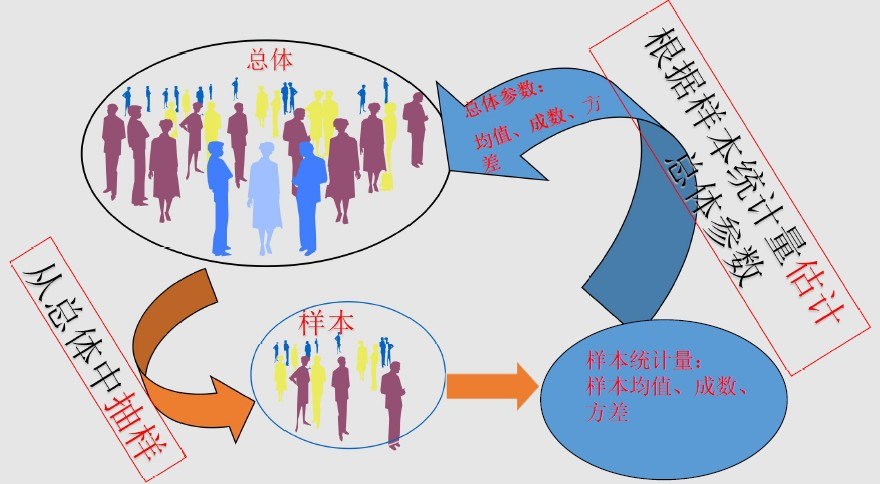 总体
总体参数：
均值、成数、方
差
根据样本统计量估计
总体参数
从总体中抽样
样本
样本统计量：
样本均值、成数、
方差